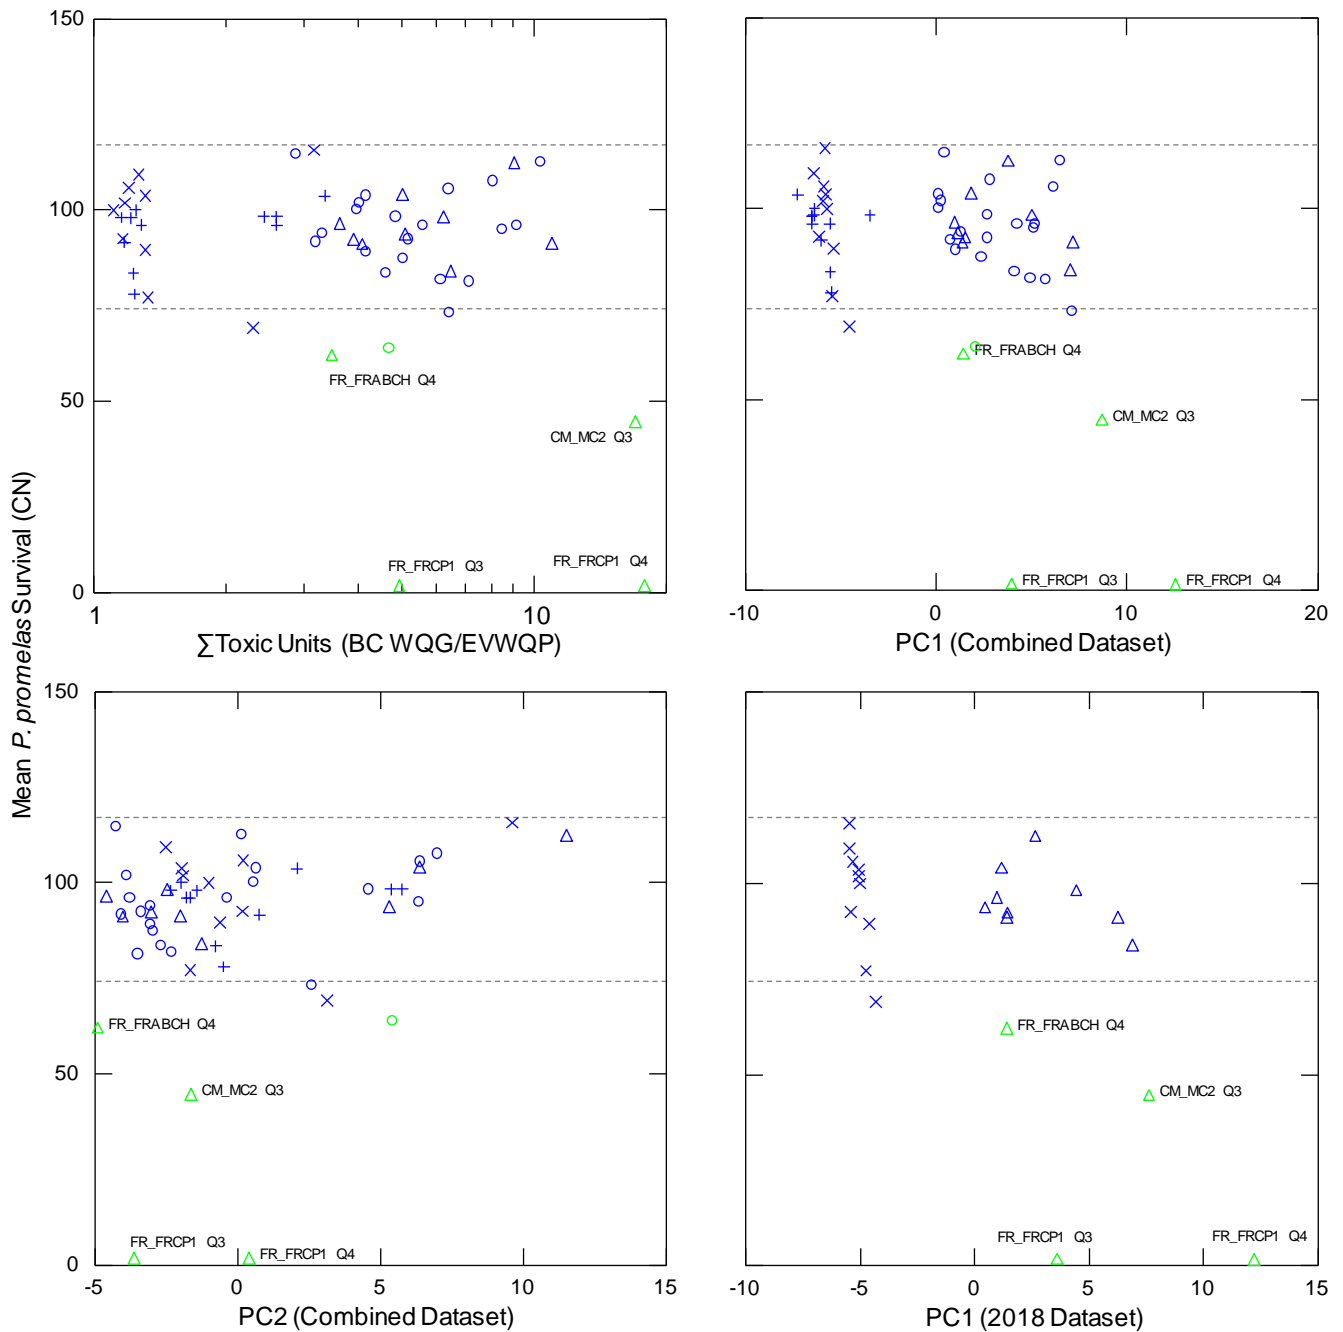 Mean P. promelas Survival (CN)
150
100
50
0
FR_FRABCH Q4
CM_MC2 Q3
FR_FRCP1 Q3
FR_FRCP1 Q4
1
10
∑Toxic Units (BC WQG/EVWQP)
FR_FRABCH Q4
CM_MC2 Q3
FR_FRCP1 Q3
FR_FRCP1 Q4
-10
0
10
20
PC1 (Combined Dataset)
150
100
50
0
FR_FRABCH Q4
CM_MC2 Q3
FR_FRCP1 Q3
FR_FRCP1 Q4
-5
0
5
10
15
PC2 (Combined Dataset)
FR_FRABCH Q4
CM_MC2 Q3
FR_FRCP1 Q3
FR_FRCP1 Q4
-10
-5
0
5
10
15
PC1 (2018 Dataset)